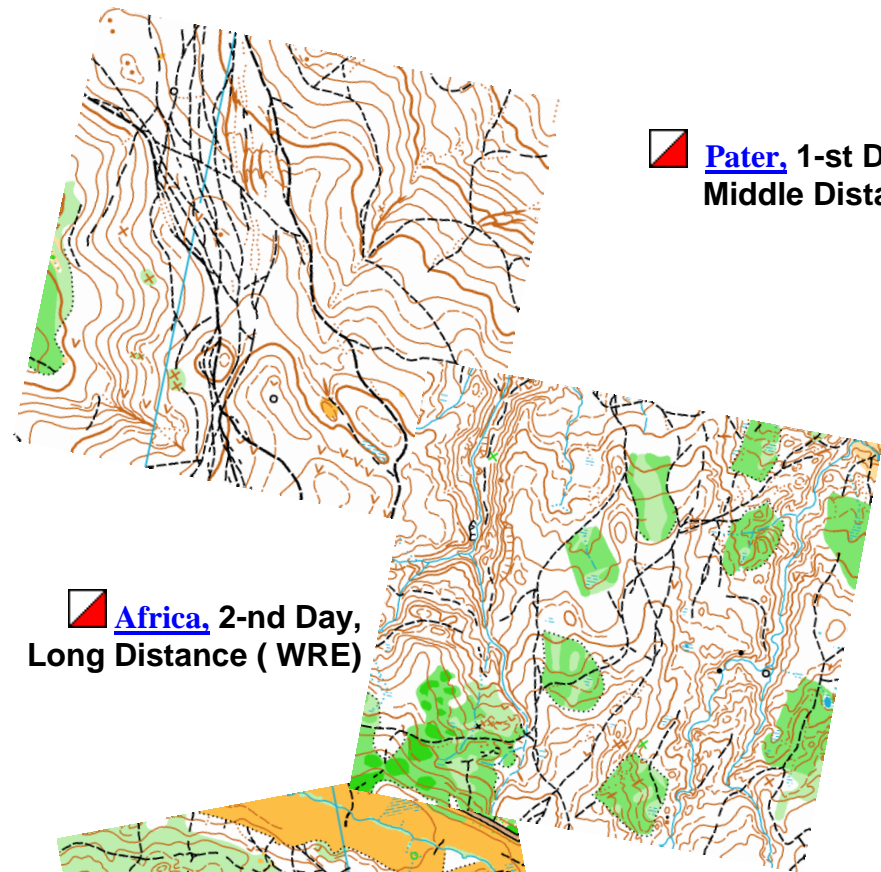 Pater, 1-st D
Middle Dista
Africa, 2-nd Day,
Long Distance ( WRE)